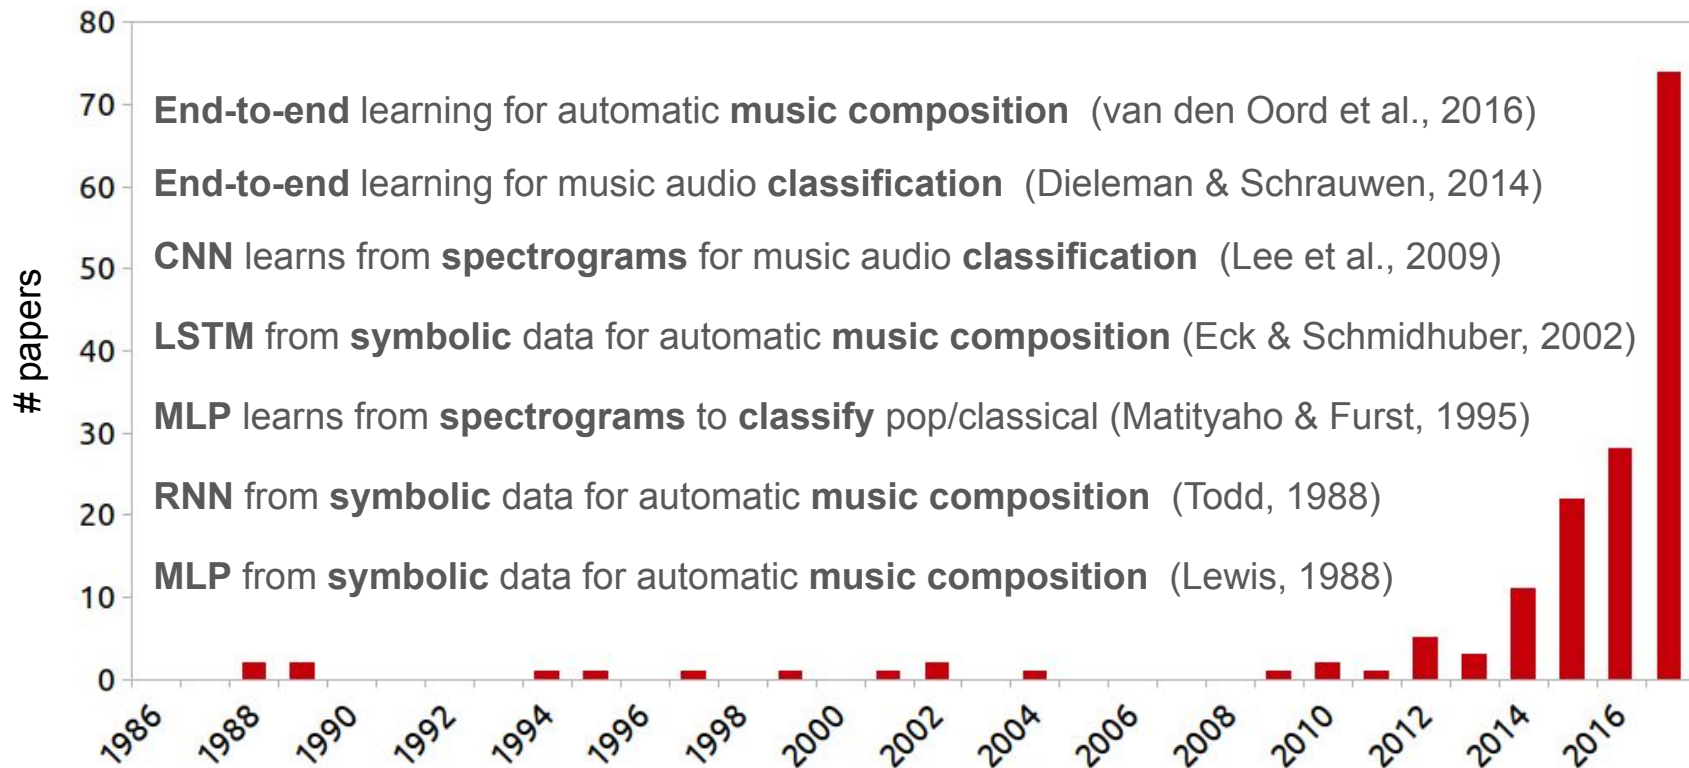 80
70
60
50
40
30
20
10
0
# papers
End-to-end learning for automatic music composition (van den Oord et al., 2016)
End-to-end learning for music audio classification (Dieleman & Schrauwen, 2014)
CNN learns from spectrograms for music audio classification (Lee et al., 2009)
LSTM from symbolic data for automatic music composition (Eck & Schmidhuber, 2002)
MLP learns from spectrograms to classify pop/classical (Matityaho & Furst, 1995)
RNN from symbolic data for automatic music composition (Todd, 1988)
MLP from symbolic data for automatic music composition (Lewis, 1988)
1986 1988 1990 1992 1994 1996 1998 2000 2002 2004 2006 2008 2010 2012 2014 2016